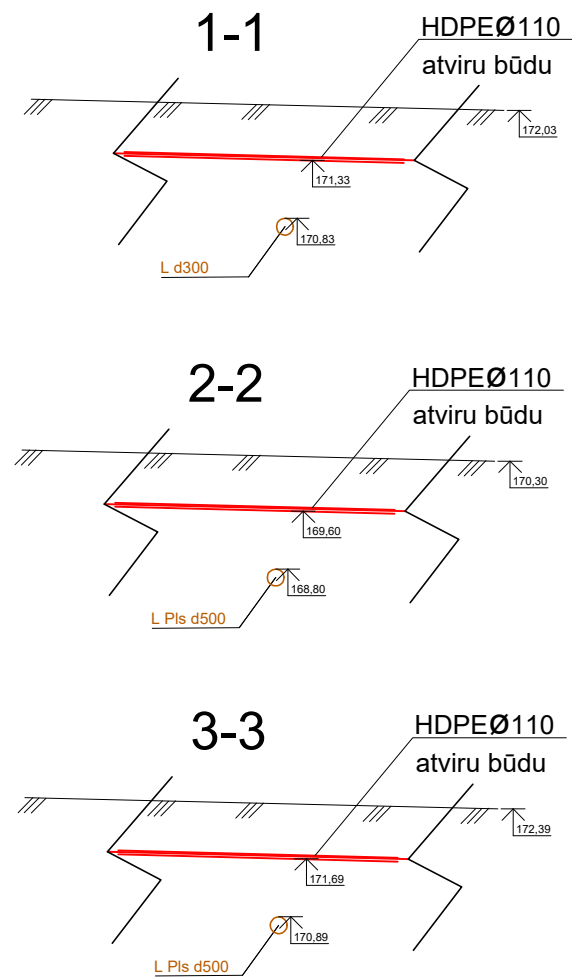 1-1
HDPEØ110
atviru būdu
172,03
171,33
170,83
L d300
2-2
HDPEØ110
atviru būdu
170,30
169,60
168,80
L Pls d500
3-3
HDPEØ110
atviru būdu
172,39
171,69
170,89
L Pls d500